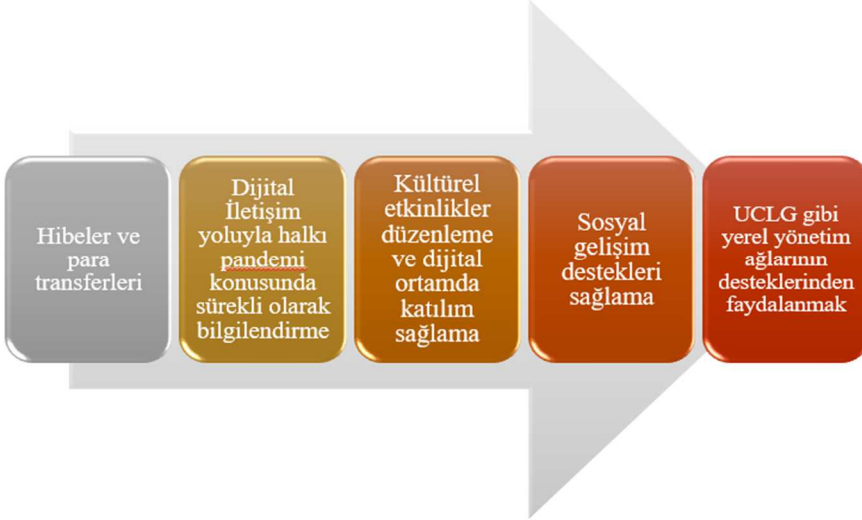 Hibeler ve
para
transferleri
Dijital
İletişim
yoluyla halkı
pandemi
konusunda
sürekli olarak
bilgilendirme
Kültürel
etkinlikler
düzenleme
ve dijital
ortamda
katılım
sağlama
Sosyal
gelişim
destekleri
sağlama
UCLG gibi
yerel yönetim
ağlarının
desteklerinden
faydalanmak